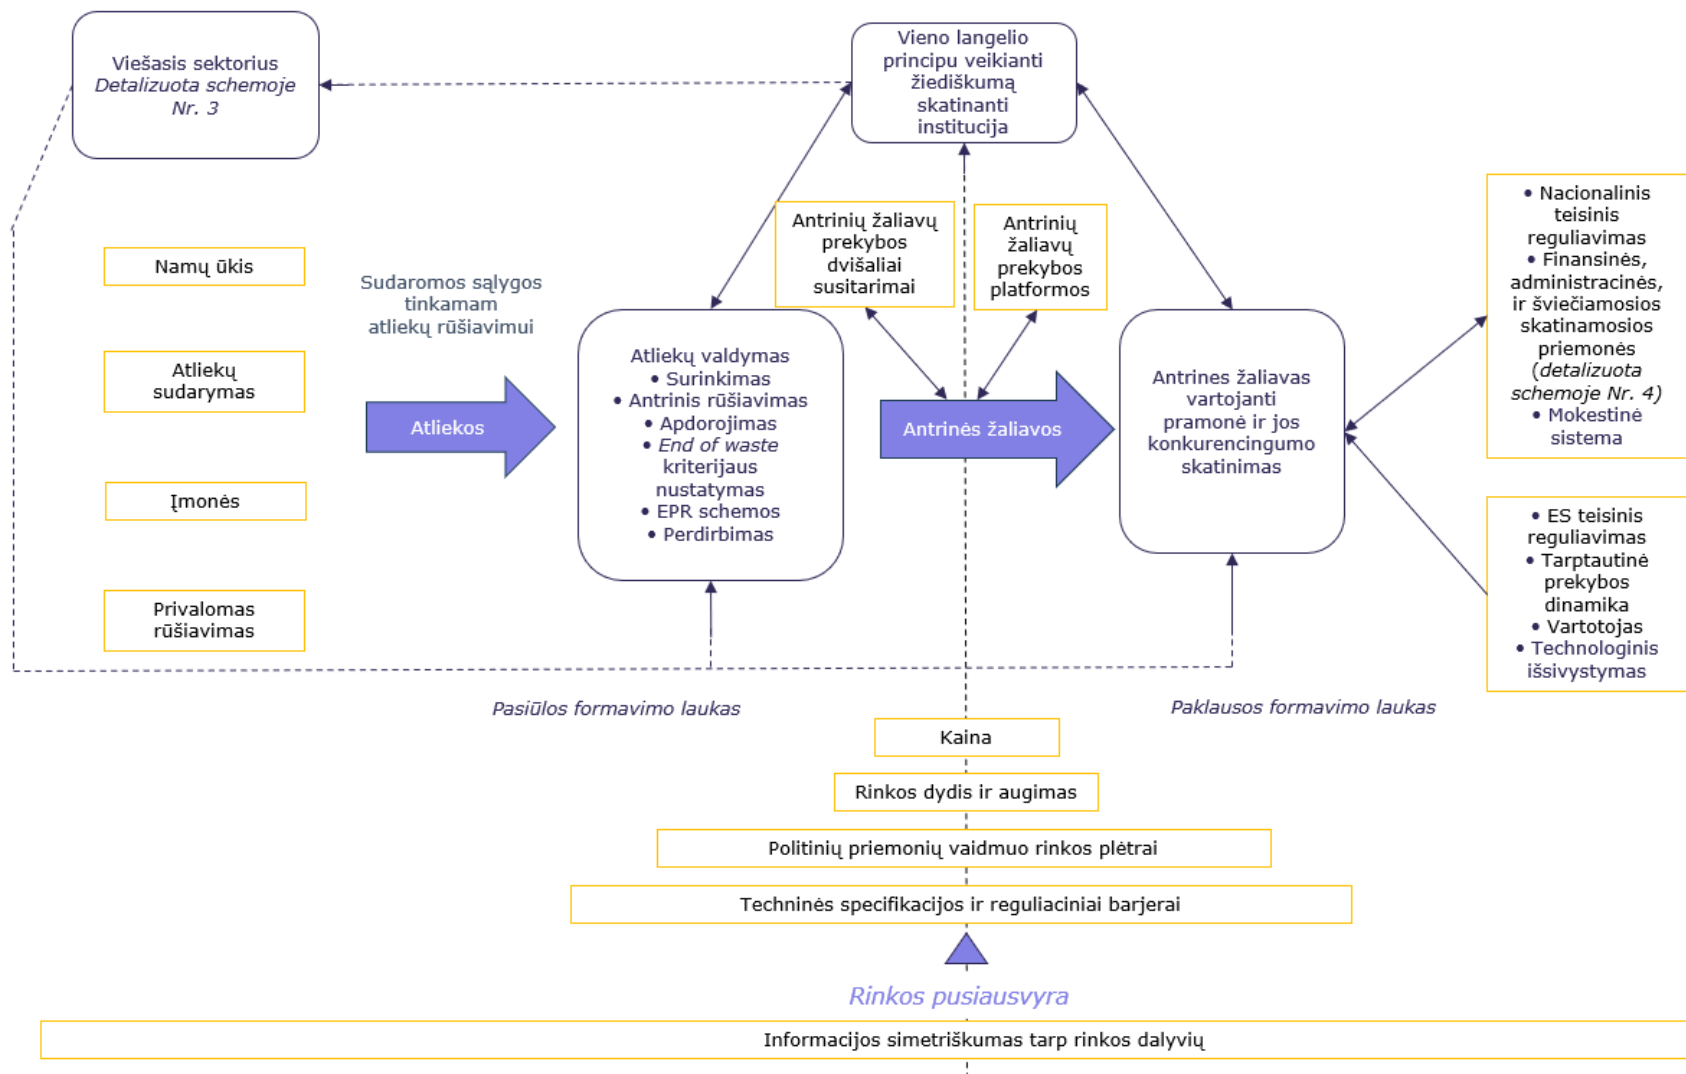 Viešasis sektorius
Detalizuota schemoje
Nr. 3
Vieno langelio
principu veikianti
žiediškumą
skatinanti
institucija
Namų ūkis
Atliekų
sudarymas
Įmonės
Privalomas
rūšiavimas
Sudaromos sąlygos
tinkamam
atliekų rūšiavimui
Atliekos
Atliekų valdymas
• Surinkimas
• Antrinis rūšiavimas
• Apdorojimas
• End of waste
kriterijaus
nustatymas
• EPR schemos
• Perdirbimas
Antrinių žaliavų
prekybos
dvišaliai
susitarimai
Antrinių
žaliavų
prekybos
platformos
Antrinės žaliavos
Antrines žaliavas
vartojanti
pramonė ir jos
konkurencingumo
skatinimas
• Nacionalinis
teisinis
reguliavimas
• Finansinės,
administracinės,
ir šviečiamosios
skatinamosios
priemonės
(detalizuota
schemoje Nr. 4)
• Mokestinė
sistema
• ES teisinis
reguliavimas
• Tarptautinė
prekybos
dinamika
• Vartotojas
• Technologinis
išsivystymas
Pasiūlos formavimo laukas
Paklausos formavimo laukas
Kaina
Rinkos dydis ir augimas
Politinių priemonių vaidmuo rinkos plėtrai
Techninės specifikacijos ir reguliaciniai barjerai
Rinkos pusiausvyra
Informacijos simetriškumas tarp rinkos dalyvių